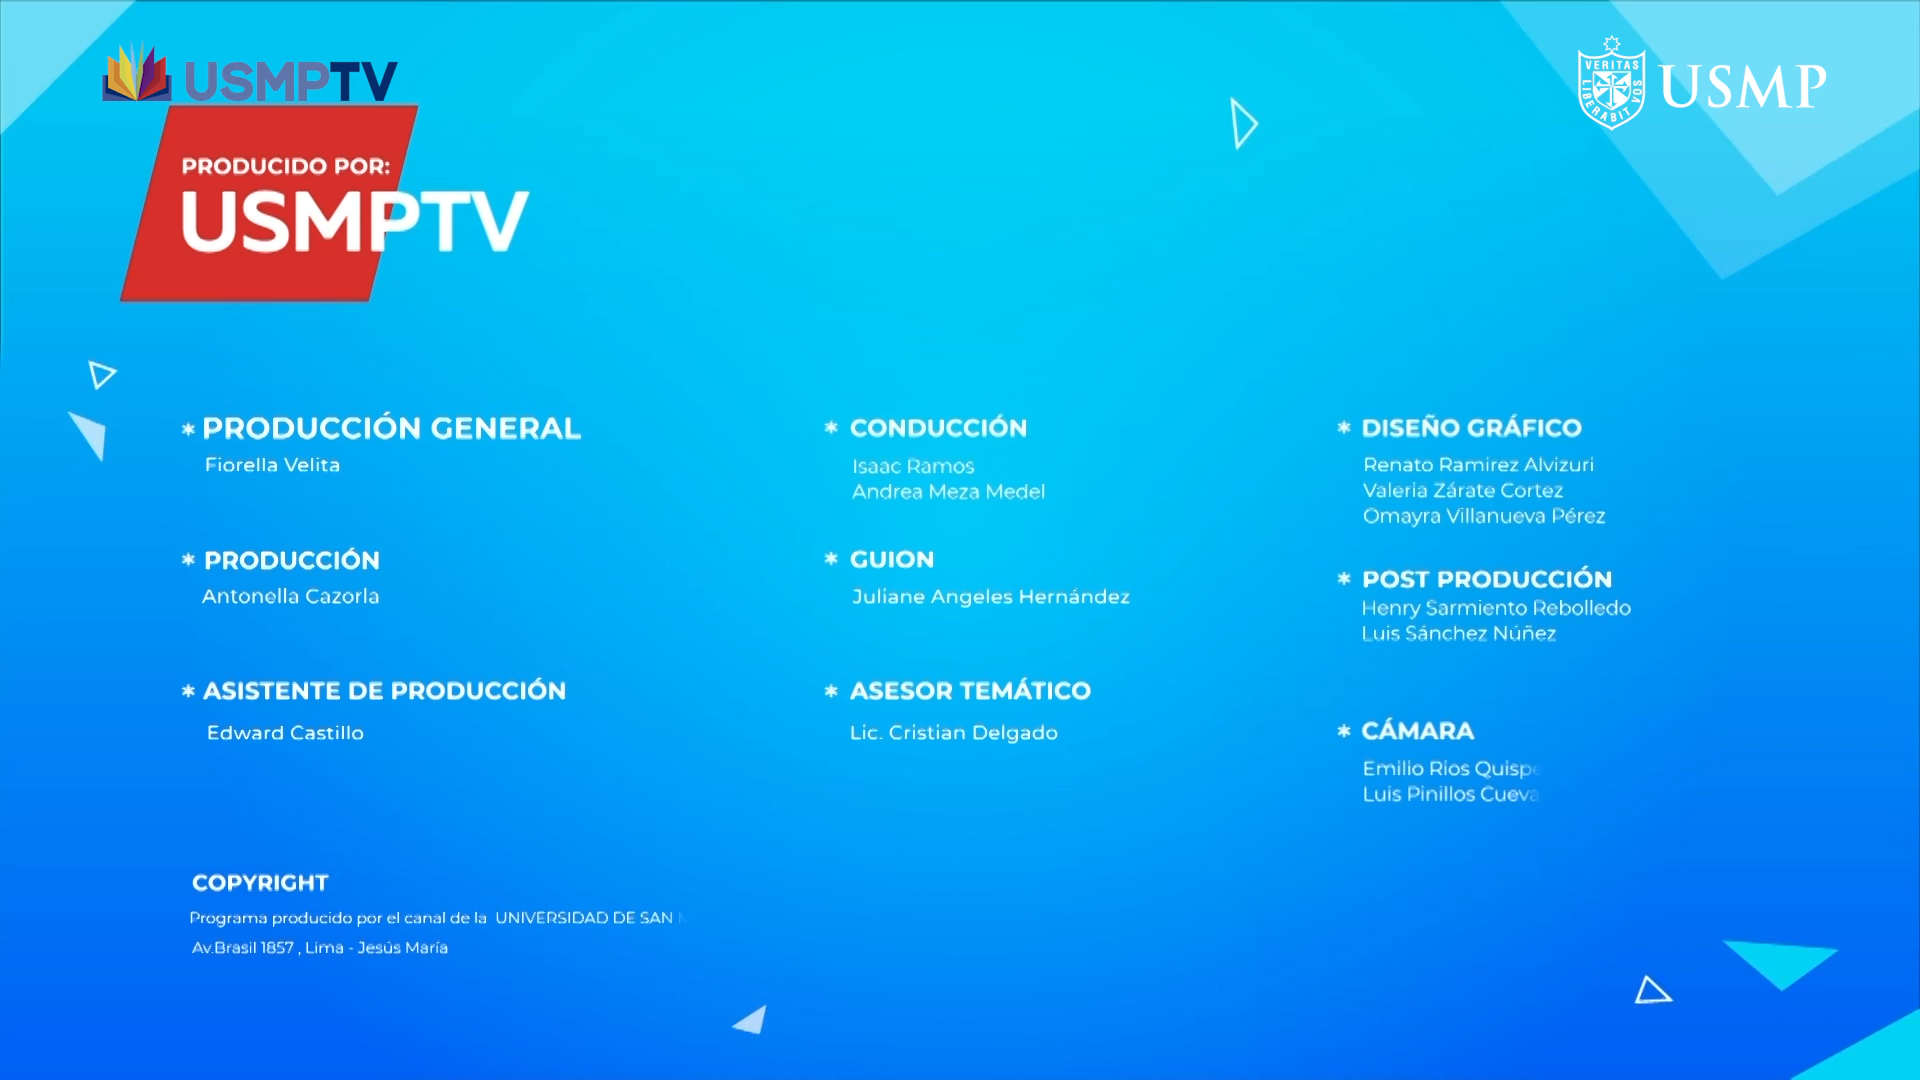 USMPTV
VERITAS
LIBERABIT VOS
USMP
PRODUCIDO POR:
USMPTV
* PRODUCCIÓN GENERAL
Fiorella Velita
* PRODUCCIÓN
Antonella Cazorla
* ASISTENTE DE PRODUCCIÓN
Edward Castillo
* CONDUCCIÓN
Isaac Ramos
Andrea Meza Medel
* GUION
Juliane Angeles Hernández
* ASESOR TEMÁTICO
Lic. Cristian Delgado
* DISEÑO GRÁFICO
Renato Ramirez Alvizuri
Valeria Zárate Cortez
Omayra Villanueva Pérez
* POST PRODUCCIÓN
Henry Sarmiento Rebolledo
Luis Sánchez Núñez
* CÁMARA
Emilio Rios Quispe
Luis Pinillos Cueva
COPYRIGHT
Programa producido por el canal de la UNIVERSIDAD DE SAN
Av.Brasil 1857 , Lima - Jesús María